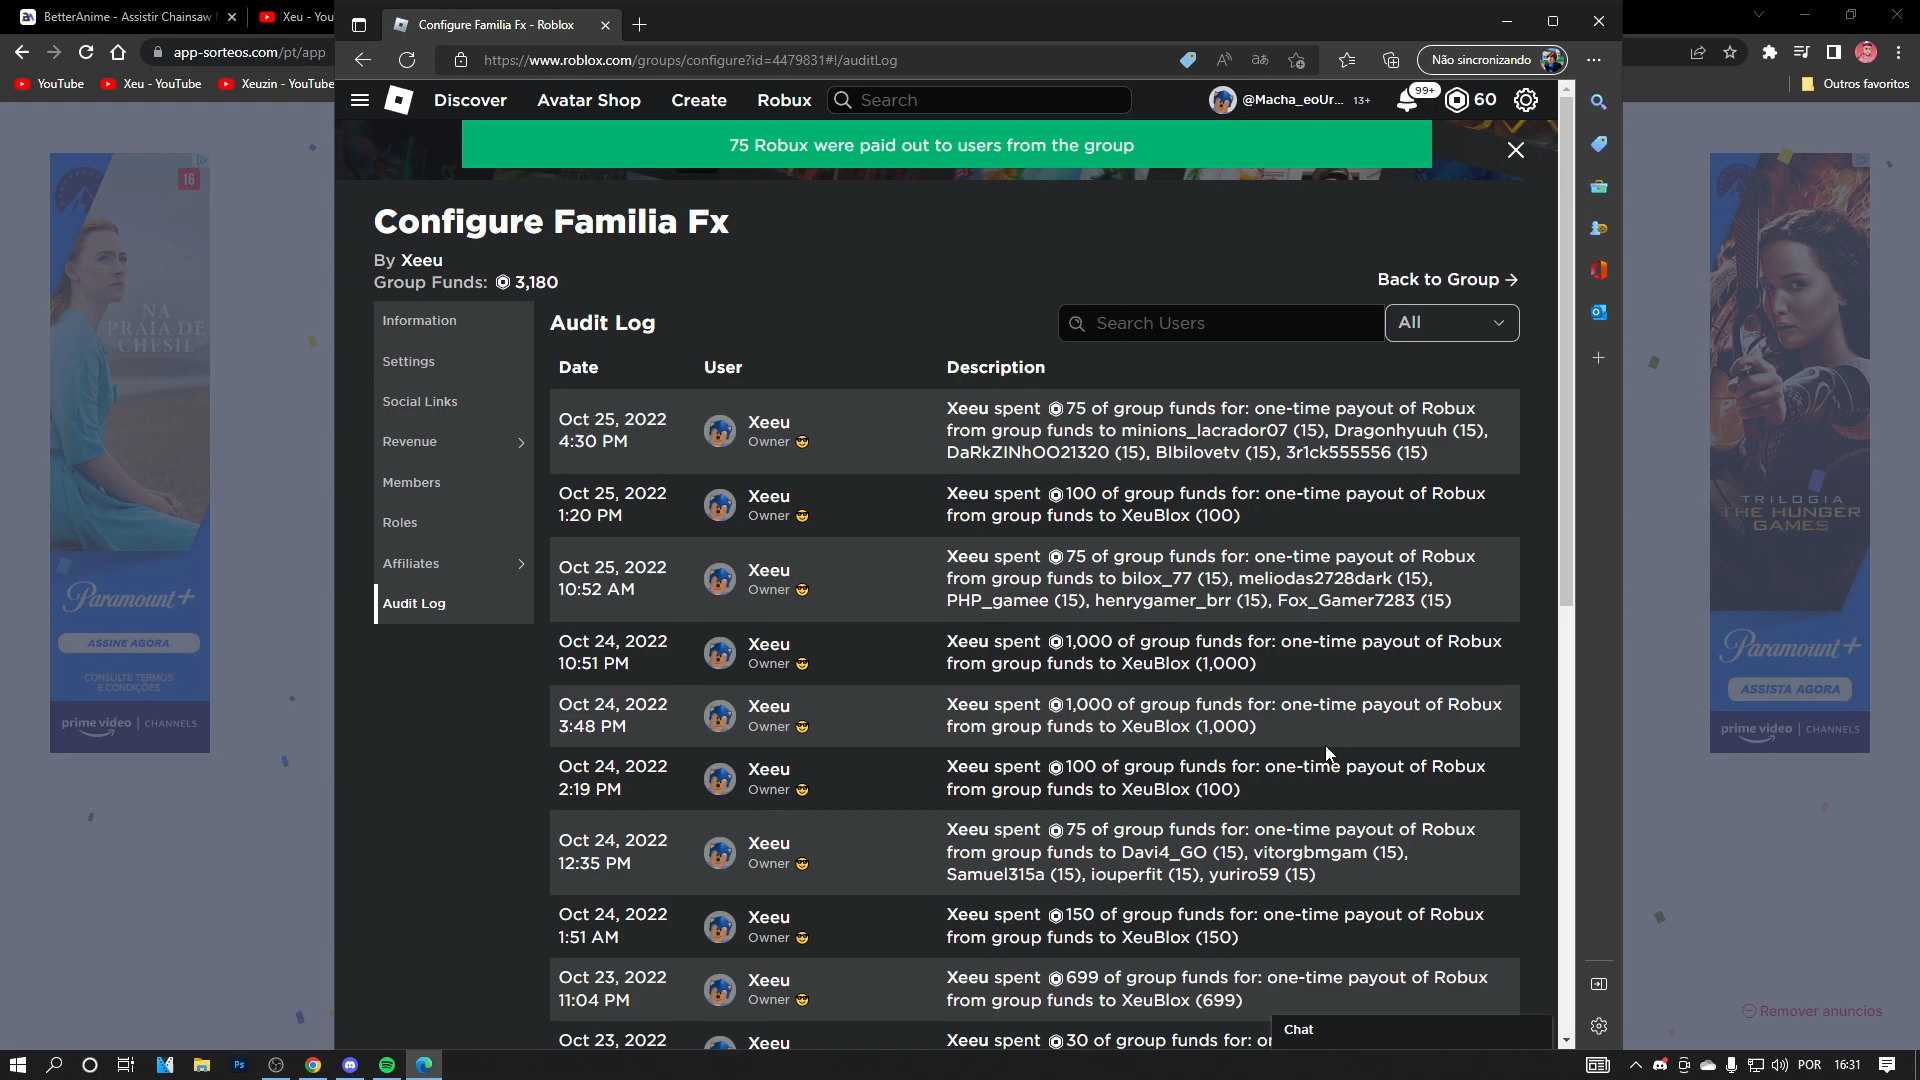 BetterAnime - Assistir Chainsaw
Xeu - You
Configure Familia Fx - Roblox
app-sorteos.com/pt/app
https://www.roblox.com/groups/configure?id=4479831#!/auditLog
Não sincronizando
YouTube
Xeu - YouTube
Xeuzin - YouTube
Outros favoritos
Discover
Avatar Shop
Create
Robux
Search
@Macha_eoUr...
13+
99+
60
75 Robux were paid out to users from the group
Configure Familia Fx
By Xeeu
Group Funds: 3,180
Back to Group
Information
Settings
Social Links
Revenue
Members
Roles
Affiliates
Audit Log
Audit Log
Search Users
All
Date
User
Description
Oct 25, 2022
4:30 PM
Xeeu
Owner 😎
Xeeu spent 75 of group funds for: one-time payout of Robux
from group funds to minions_lacrador07 (15), Dragonhyuuh (15),
DaRkZINhOO21320 (15), Blbilovetv (15), 3r1ck555556 (15)
Oct 25, 2022
1:20 PM
Xeeu
Owner 😎
Xeeu spent 100 of group funds for: one-time payout of Robux
from group funds to XeuBlox (100)
Oct 25, 2022
10:52 AM
Xeeu
Owner 😎
Xeeu spent 75 of group funds for: one-time payout of Robux
from group funds to bilox_77 (15), meliodas2728dark (15),
PHP_gamee (15), henrygamer_brr (15), Fox_Gamer7283 (15)
Oct 24, 2022
10:51 PM
Xeeu
Owner 😎
Xeeu spent 1,000 of group funds for: one-time payout of Robux
from group funds to XeuBlox (1,000)
Oct 24, 2022
3:48 PM
Xeeu
Owner 😎
Xeeu spent 1,000 of group funds for: one-time payout of Robux
from group funds to XeuBlox (1,000)
Oct 24, 2022
2:19 PM
Xeeu
Owner 😎
Xeeu spent 100 of group funds for: one-time payout of Robux
from group funds to XeuBlox (100)
Oct 24, 2022
12:35 PM
Xeeu
Owner 😎
Xeeu spent 75 of group funds for: one-time payout of Robux
from group funds to Davi4_GO (15), vitorgbmgam (15),
Samuel315a (15), iouperfit (15), yuriro59 (15)
Oct 24, 2022
1:51 AM
Xeeu
Owner 😎
Xeeu spent 150 of group funds for: one-time payout of Robux
from group funds to XeuBlox (150)
Oct 23, 2022
11:04 PM
Xeeu
Owner 😎
Xeeu spent 699 of group funds for: one-time payout of Robux
from group funds to XeuBlox (699)
Oct 23, 2022
Xeeu
Xeeu spent 30 of group funds for: or
Chat
16
NA
PRAIA DE
CHESIL
Paramount+
ASSINE AGORA
CONSULTE TERMOS
E CONDIÇÕES
prime video | CHANNELS
TRILOGIA
THE HUNGER
GAMES
Paramount+
ASSISTA AGORA
prime video | CHANNELS
Remover anuncios
Ps
POR
16:31